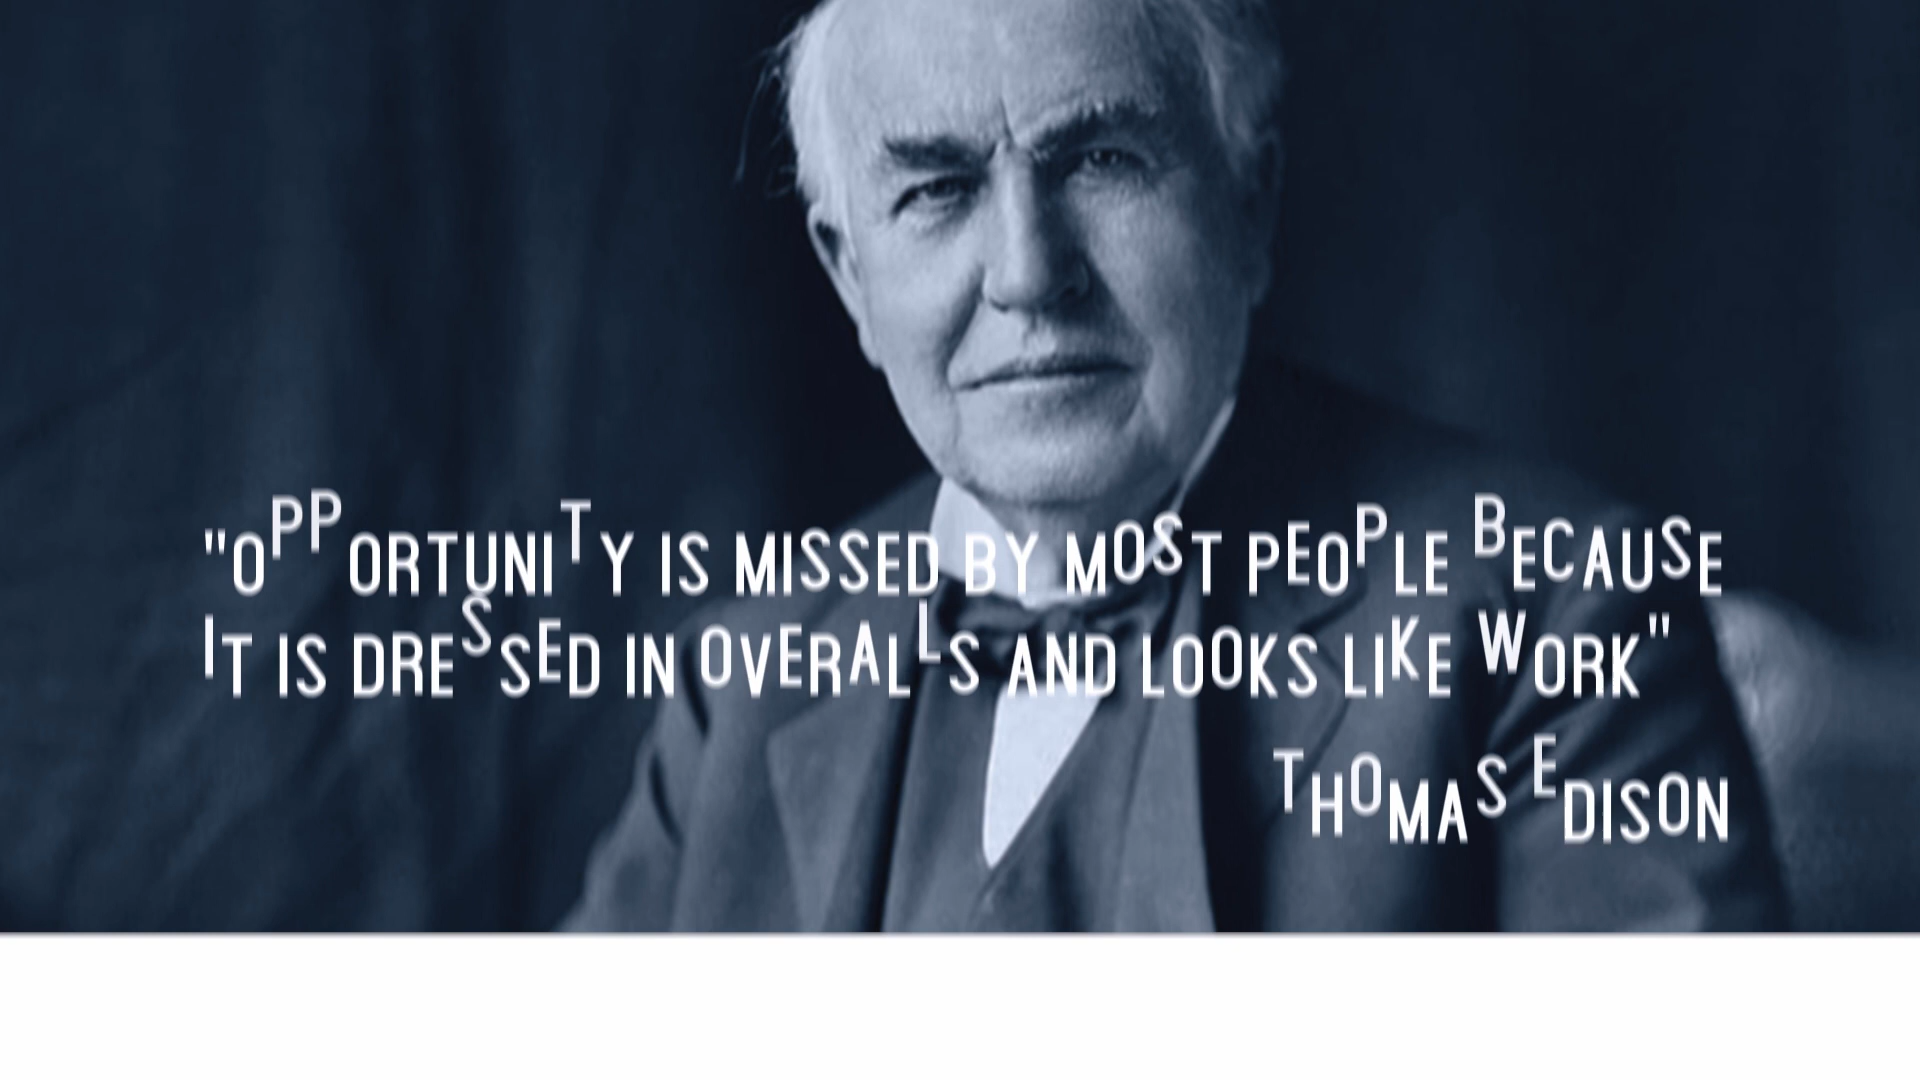 "OPPORTUNITY IS MISSED BY MOST PEOPLE BECAUSE
IT IS DRESSED IN OVERALLS AND LOOKS LIKE WORK"
THOMAS EDISON